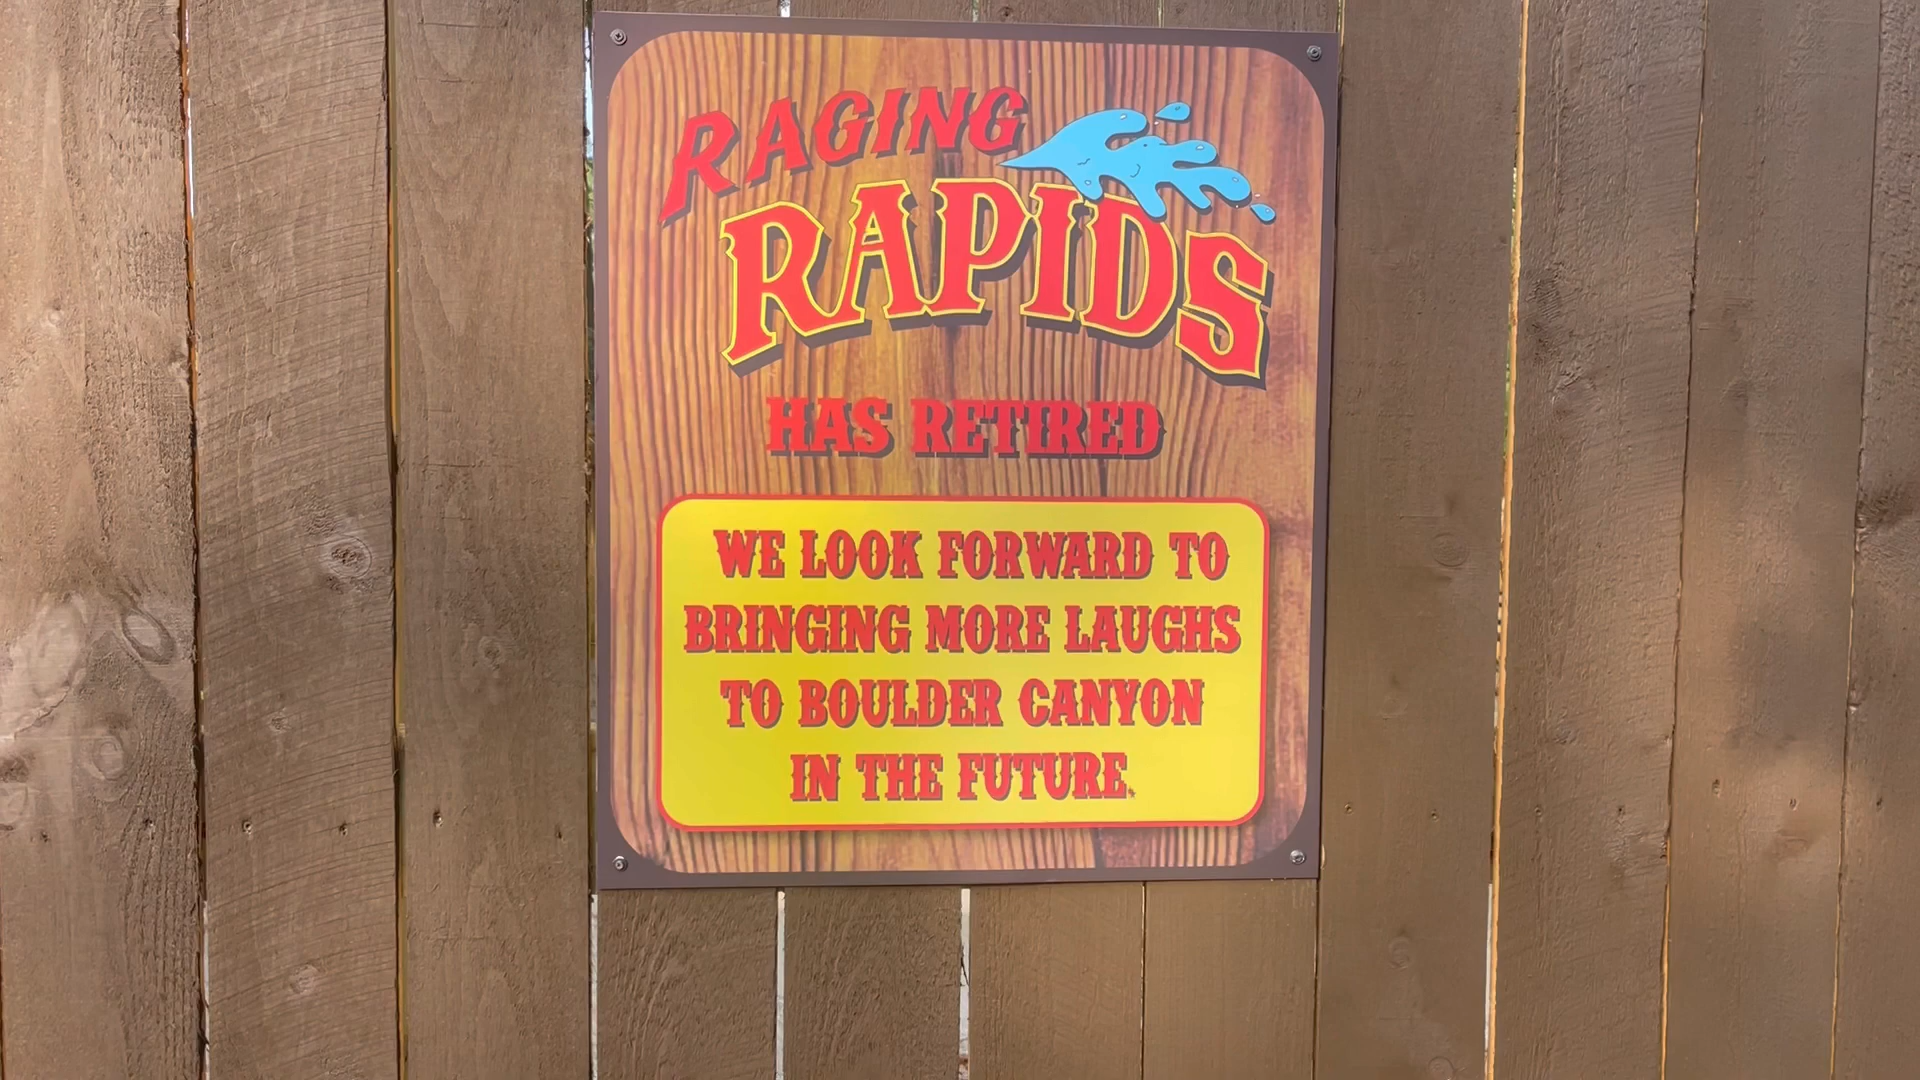 RAGING
RAPIDS
HAS RETIRED
WE LOOK FORWARD TO
BRINGING MORE LAUGHS
TO BOULDER CANYON
IN THE FUTURE.